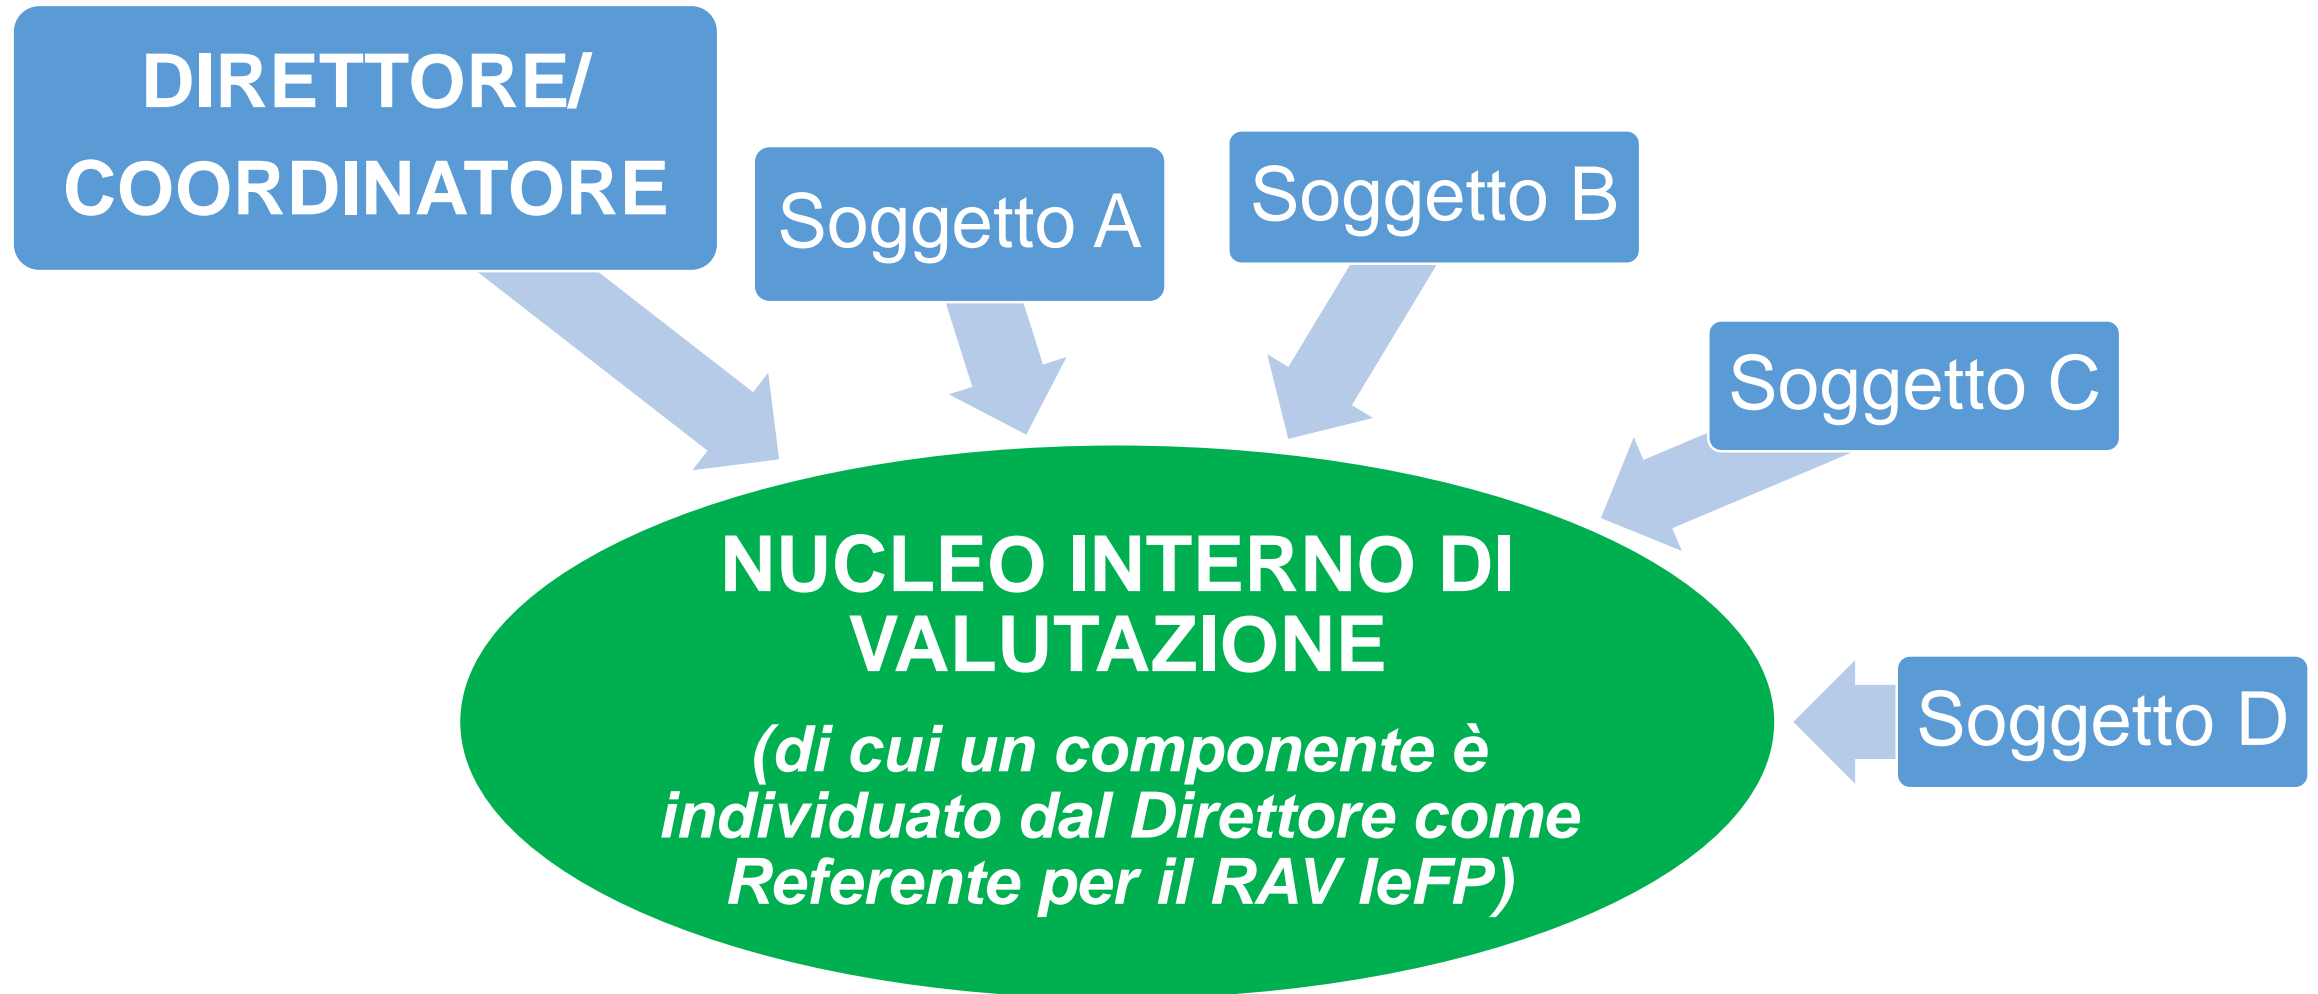 DIRETTORE/
COORDINATORE
Soggetto A
Soggetto B
Soggetto C
Soggetto D
NUCLEO INTERNO DI
VALUTAZIONE
(di cui un componente è
individuato dal Direttore come
Referente per il RAV IeFP)